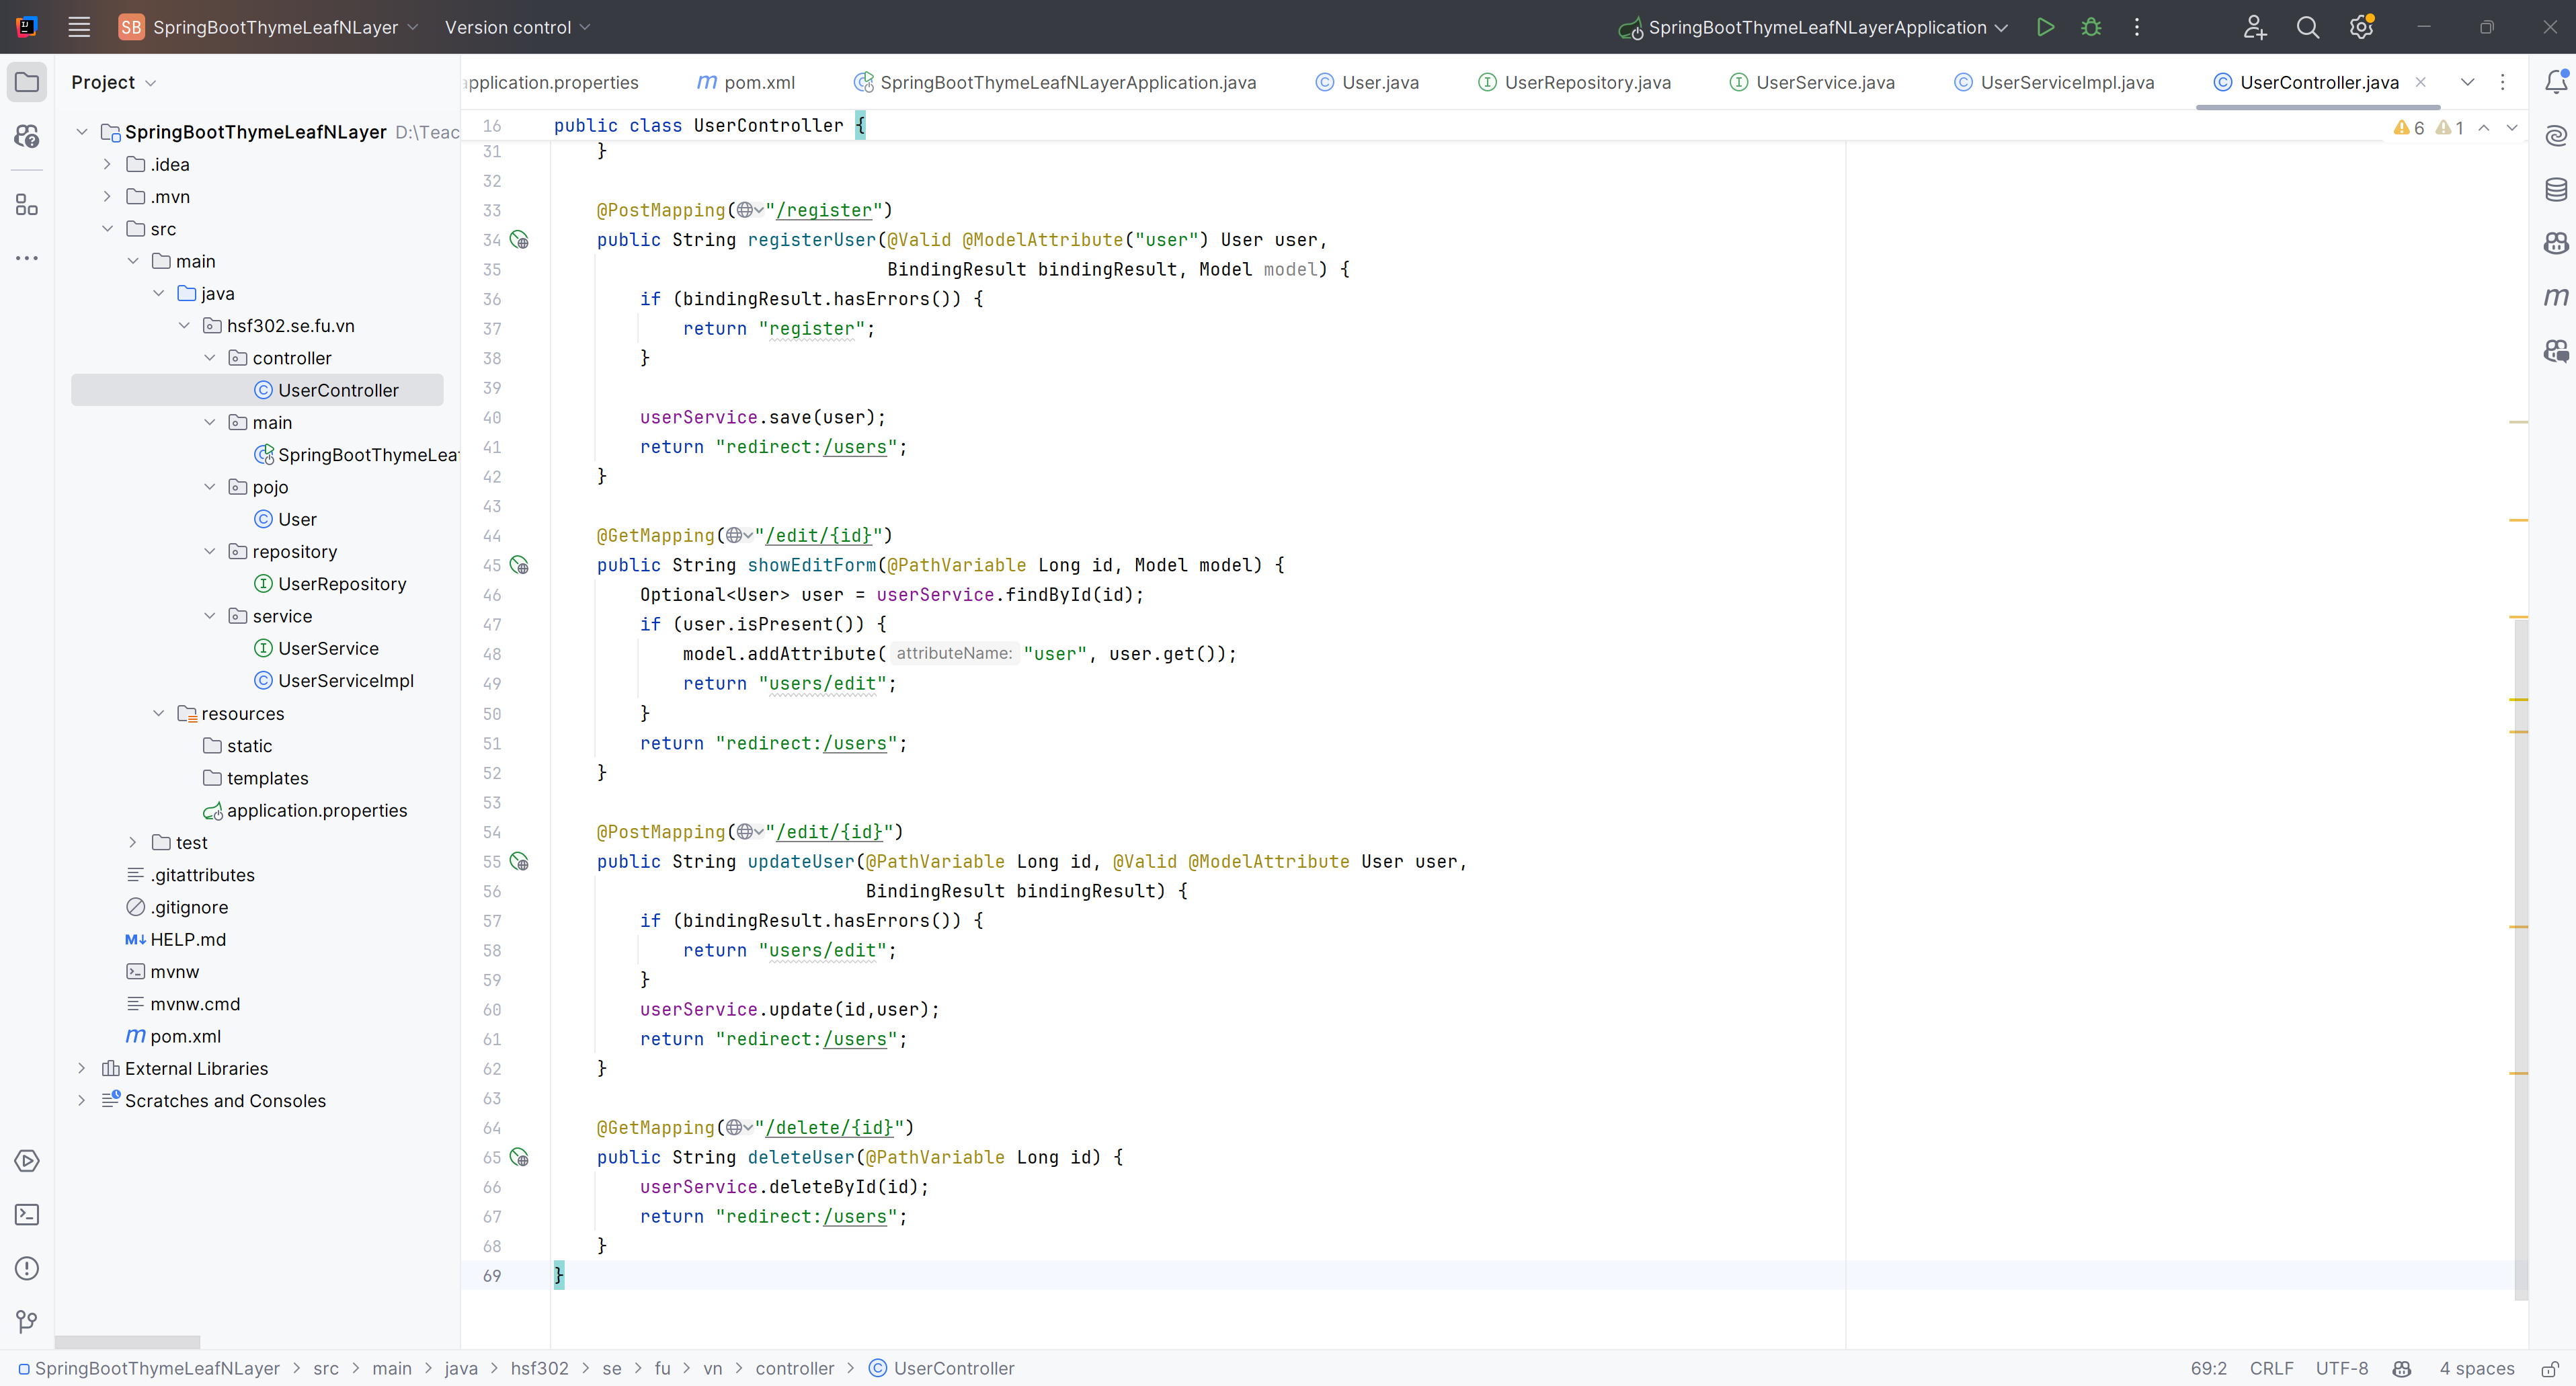 SB SpringBootThymeLeafNLayer Version control SpringBootThymeLeafNLayerApplication
Project
application.properties pom.xml SpringBootThymeLeafNLayerApplication.java User.java UserRepository.java UserService.java UserServiceImpl.java UserController.java
SpringBootThymeLeafNLayer D:\Teac
.idea
.mvn
src
main
java
hsf302.se.fu.vn
controller
UserController
main
SpringBootThymeLeaf
pojo
User
repository
UserRepository
service
UserService
UserServiceImpl
resources
static
templates
application.properties
test
.gitattributes
.gitignore
HELP.md
mvnw
mvnw.cmd
pom.xml
External Libraries
Scratches and Consoles
16 public class UserController {
6 1
31 }
32
33 @PostMapping("/register")
34 public String registerUser(@Valid @ModelAttribute("user") User user,
35 BindingResult bindingResult, Model model) {
36 if (bindingResult.hasErrors()) {
37 return "register";
38 }
39
40 userService.save(user);
41 return "redirect:/users";
42 }
43
44 @GetMapping("/edit/{id}")
45 public String showEditForm(@PathVariable Long id, Model model) {
46 Optional<User> user = userService.findById(id);
47 if (user.isPresent()) {
48 model.addAttribute( attributeName: "user", user.get());
49 return "users/edit";
50 }
51 return "redirect:/users";
52 }
53
54 @PostMapping("/edit/{id}")
55 public String updateUser(@PathVariable Long id, @Valid @ModelAttribute User user,
56 BindingResult bindingResult) {
57 if (bindingResult.hasErrors()) {
58 return "users/edit";
59 }
60 userService.update(id,user);
61 return "redirect:/users";
62 }
63
64 @GetMapping("/delete/{id}")
65 public String deleteUser(@PathVariable Long id) {
66 userService.deleteById(id);
67 return "redirect:/users";
68 }
69 }
SpringBootThymeLeafNLayer > src > main > java > hsf302 > se > fu > vn > controller > UserController 69:2 CRLF UTF-8 4 spaces